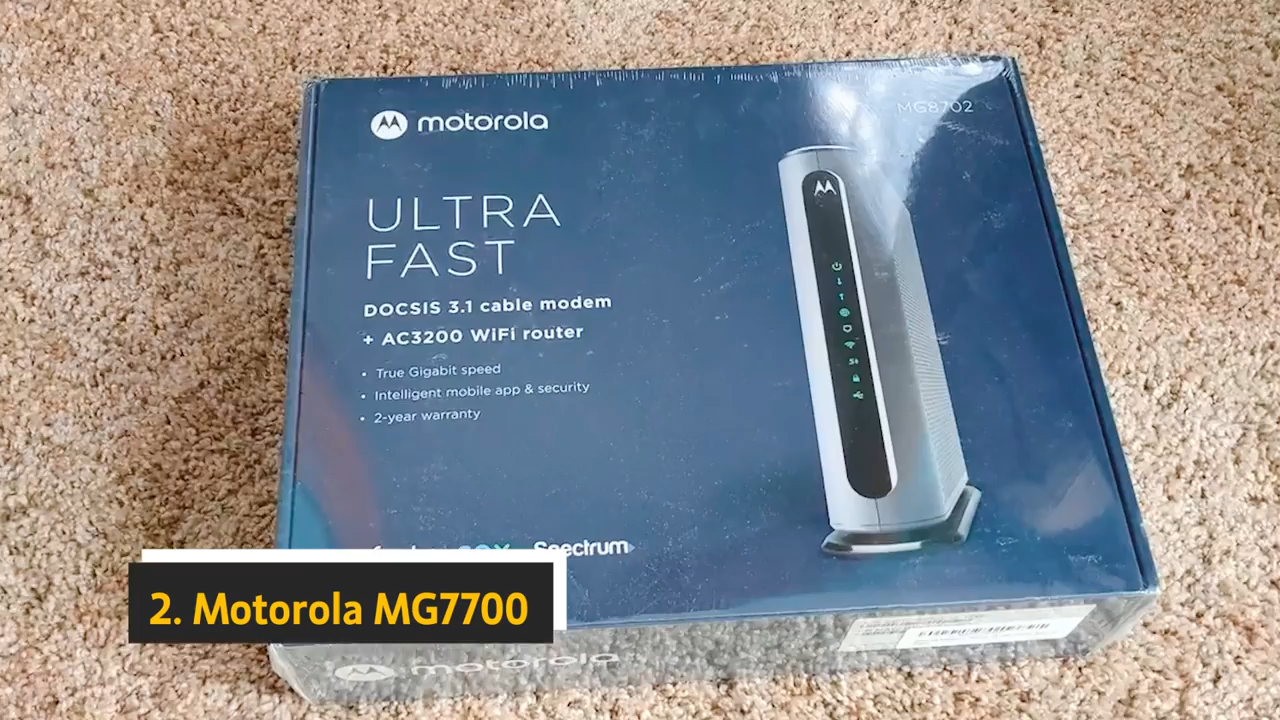 motorola
MG8702
ULTRA
FAST
DOCSIS 3.1 cable modem
+ AC3200 WiFi router
• True Gigabit speed
• Intelligent mobile app & security
• 2-year warranty
Spectrum
2. Motorola MG7700
motorola